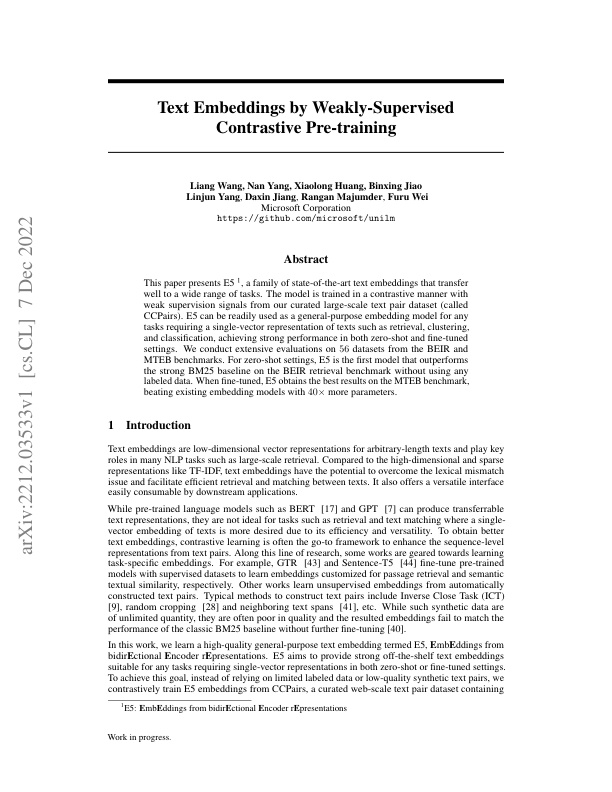 Text Embeddings by Weakly-Supervised
Contrastive Pre-training
Liang Wang, Nan Yang, Xiaolong Huang, Binxing Jiao
Linjun Yang, Daxin Jiang, Rangan Majumder, Furu Wei
Microsoft Corporation
https://github.com/microsoft/unilm
Abstract
This paper presents E5 1, a family of state-of-the-art text embeddings that transfer
well to a wide range of tasks. The model is trained in a contrastive manner with
weak supervision signals from our curated large-scale text pair dataset (called
CCPairs). E5 can be readily used as a general-purpose embedding model for any
tasks requiring a single-vector representation of texts such as retrieval, clustering,
and classification, achieving strong performance in both zero-shot and fine-tuned
settings. We conduct extensive evaluations on 56 datasets from the BEIR and
MTEB benchmarks. For zero-shot settings, E5 is the first model that outperforms
the strong BM25 baseline on the BEIR retrieval benchmark without using any
labeled data. When fine-tuned, E5 obtains the best results on the MTEB benchmark,
beating existing embedding models with 40× more parameters.
1 Introduction
Text embeddings are low-dimensional vector representations for arbitrary-length texts and play key
roles in many NLP tasks such as large-scale retrieval. Compared to the high-dimensional and sparse
representations like TF-IDF, text embeddings have the potential to overcome the lexical mismatch
issue and facilitate efficient retrieval and matching between texts. It also offers a versatile interface
easily consumable by downstream applications.
While pre-trained language models such as BERT [17] and GPT [7] can produce transferrable
text representations, they are not ideal for tasks such as retrieval and text matching where a single-
vector embedding of texts is more desired due to its efficiency and versatility. To obtain better
text embeddings, contrastive learning is often the go-to framework to enhance the sequence-level
representations from text pairs. Along this line of research, some works are geared towards learning
task-specific embeddings. For example, GTR [43] and Sentence-T5 [44] fine-tune pre-trained
models with supervised datasets to learn embeddings customized for passage retrieval and semantic
textual similarity, respectively. Other works learn unsupervised embeddings from automatically
constructed text pairs. Typical methods to construct text pairs include Inverse Close Task (ICT)
[9], random cropping [28] and neighboring text spans [41], etc. While such synthetic data are
of unlimited quantity, they are often poor in quality and the resulted embeddings fail to match the
performance of the classic BM25 baseline without further fine-tuning [40].
In this work, we learn a high-quality general-purpose text embedding termed E5, EmbEddings from
bidirEctional Encoder rEpresentations. E5 aims to provide strong off-the-shelf text embeddings
suitable for any tasks requiring single-vector representations in both zero-shot or fine-tuned settings.
To achieve this goal, instead of relying on limited labeled data or low-quality synthetic text pairs, we
contrastively train E5 embeddings from CCPairs, a curated web-scale text pair dataset containing
1E5: EmbEddings from bidirEctional Encoder rEpresentations
Work in progress.
arXiv:2212.03533v1 [cs.CL] 7 Dec 2022